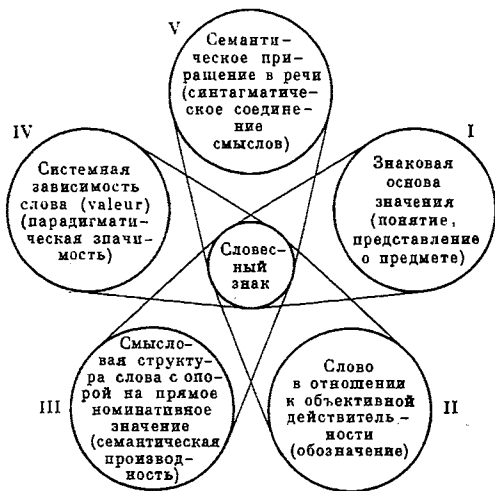 V
Семанти-
ческое при-
ращение в речи
(синтагматиче-
ское соедине-
ние
смыслов)
IV
Системная
зависимость
слова (valeur)
(парадигмати-
ческая значи-
мость)
I
Знаковая
основа
значения
(понятие,
представление
о предмете)
Словес-
ный
знак
III
Смысло-
вая структу-
ра слова с опо-
рой на прямое
номинативное
значение
(семантическая
производ-
ность)
Слово
в отношении
к объективной
действитель-
ности
(обозначение)
II